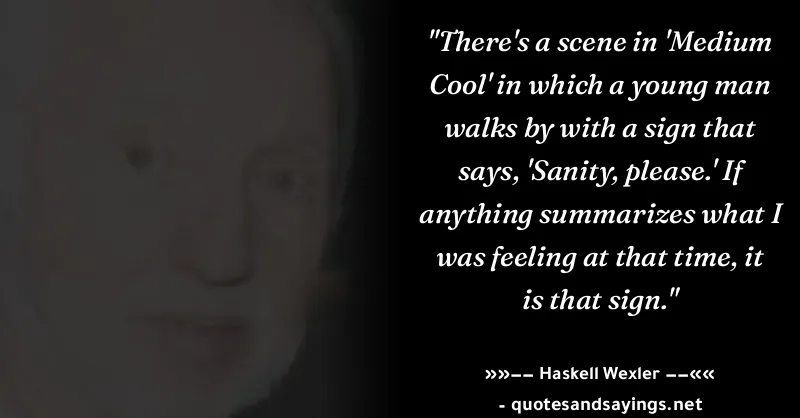 "There's a scene in 'Medium
Cool' in which a young man
walks by with a sign that
says, 'Sanity, please.' If
anything summarizes what I
was feeling at that time, it
is that sign."
»»−− Haskell Wexler −−««
- quotesandsayings.net